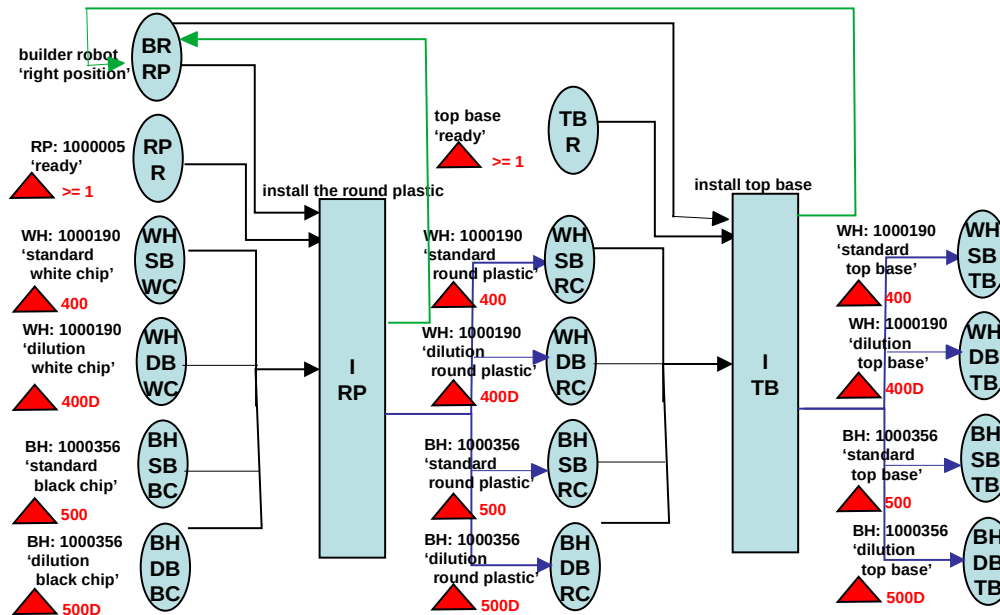 builder robot
‘right position’
BR
RP
RP: 1000005
‘ready’
>= 1
RP
R
WH: 1000190
‘standard
white chip’
400
WH
SB
WC
WH: 1000190
‘dilution
white chip’
400D
WH
DB
WC
BH: 1000356
‘standard
black chip’
500
BH
SB
BC
BH: 1000356
‘dilution
black chip’
500D
BH
DB
BC
install the round plastic
I
RP
top base
‘ready’
>= 1
TB
R
WH: 1000190
‘standard
round plastic’
400
WH
SB
RC
WH: 1000190
‘dilution
round plastic’
400D
WH
DB
RC
BH: 1000356
‘standard
round plastic’
500
BH
SB
RC
BH: 1000356
‘dilution
round plastic’
500D
BH
DB
RC
install top base
I
TB
WH: 1000190
‘standard
top base’
400
WH
SB
TB
WH: 1000190
‘dilution
top base’
400D
WH
DB
TB
BH: 1000356
‘standard
top base’
500
BH
SB
TB
BH: 1000356
‘dilution
top base’
500D
BH
DB
TB